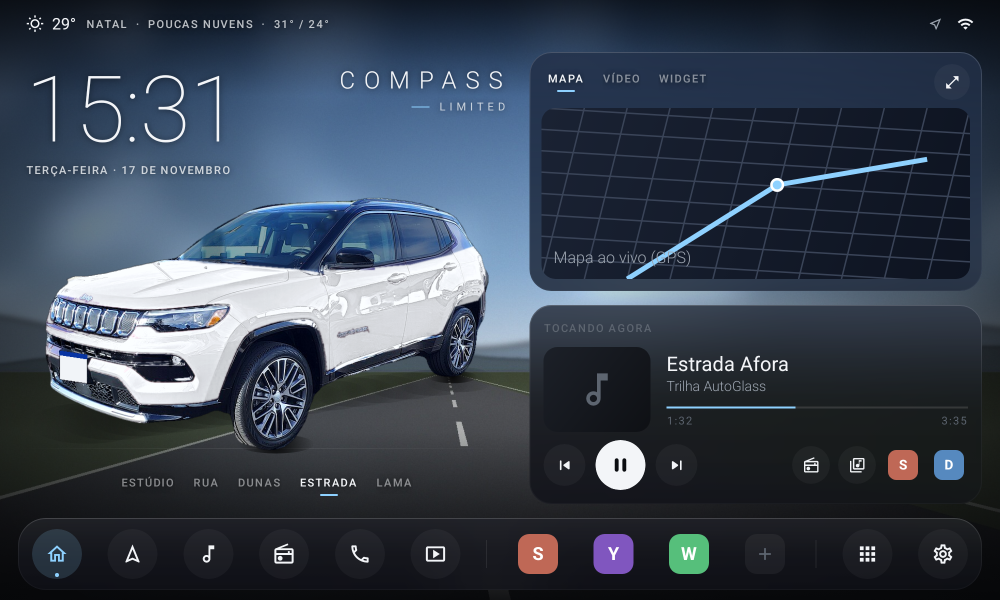 29° NATAL · POUCAS NUVENS · 31° / 24°
15:31
TERÇA-FEIRA · 17 DE NOVEMBRO
COMPASS
LIMITED
MAPA VÍDEO WIDGET
Mapa ao vivo (GPS)
TOCANDO AGORA
Estrada Afora
Trilha AutoGlass
1:32 3:35
S D
ESTÚDIO RUA DUNAS ESTRADA LAMA
S Y W +